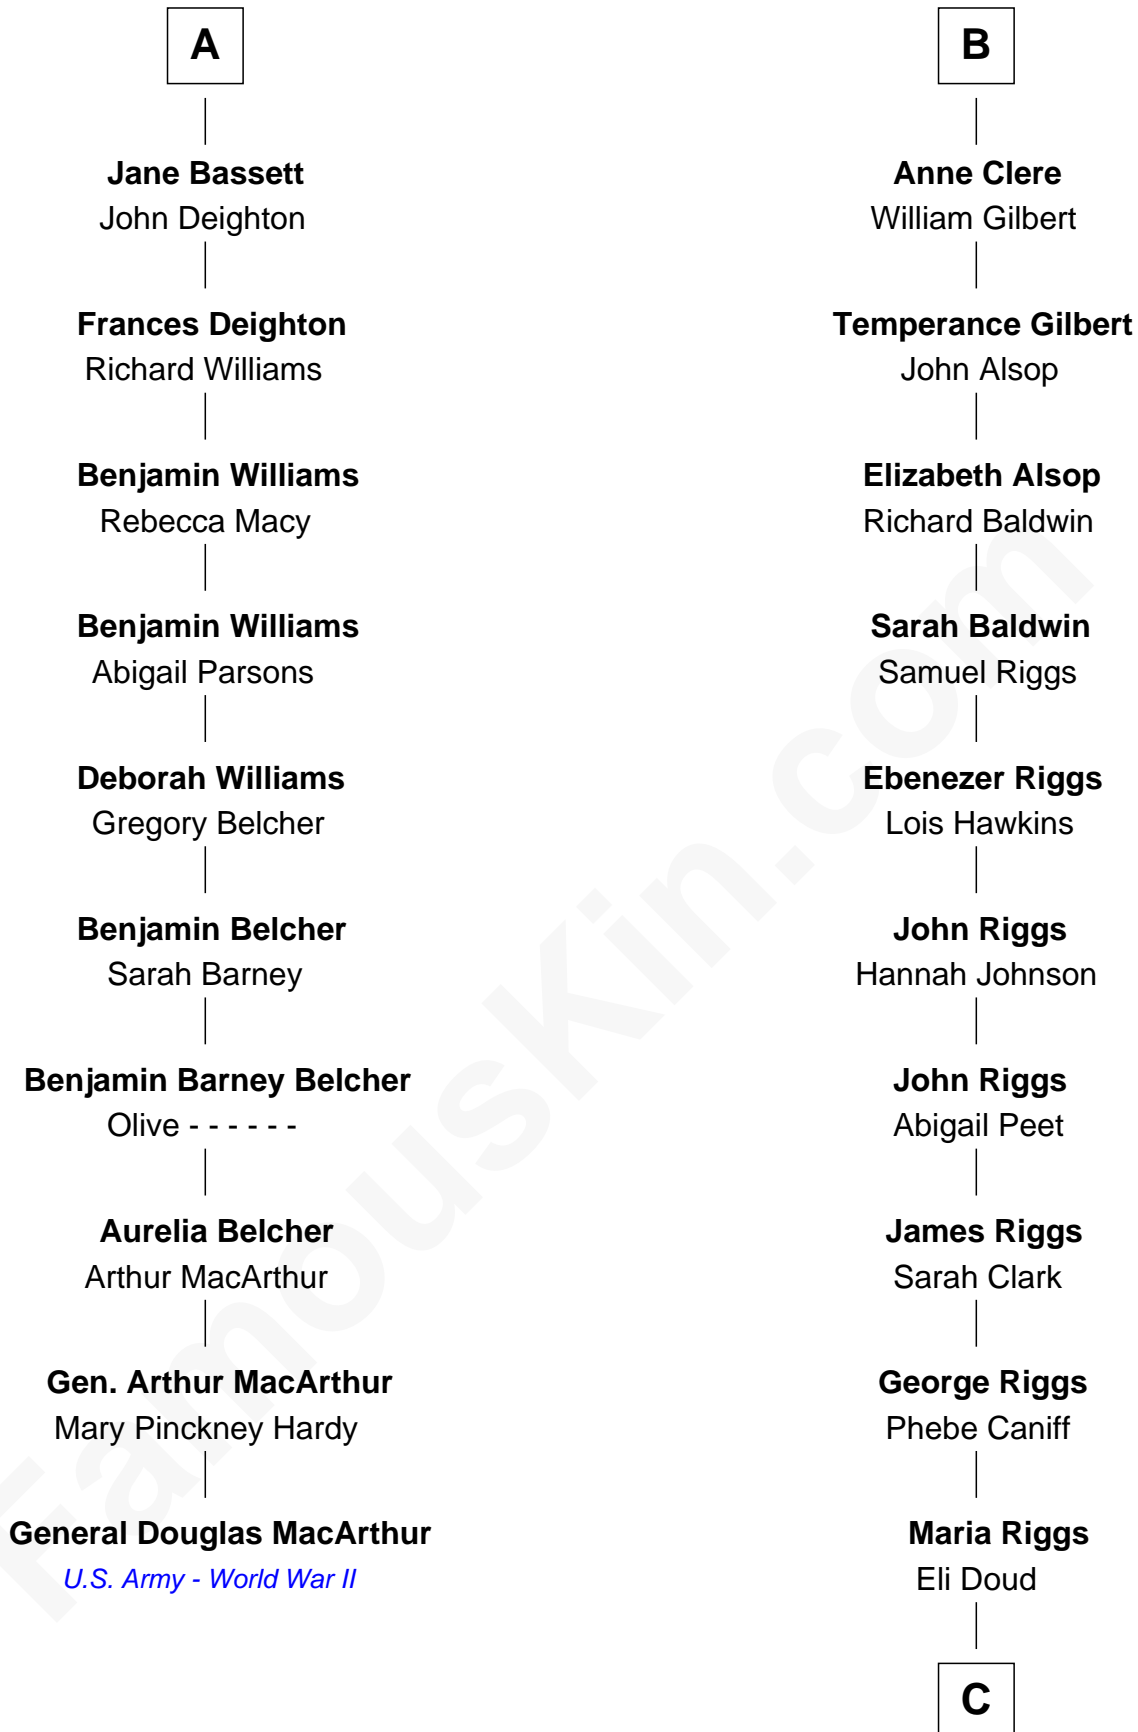 A
Jane Bassett
John Deighton
Frances Deighton
Richard Williams
Benjamin Williams
Rebecca Macy
Benjamin Williams
Abigail Parsons
Deborah Williams
Gregory Belcher
Benjamin Belcher
Sarah Barney
Benjamin Barney Belcher
Olive - - - - - -
Aurelia Belcher
Arthur MacArthur
Gen. Arthur MacArthur
Mary Pinckney Hardy
General Douglas MacArthur
U.S. Army - World War II
B
Anne Clere
William Gilbert
Temperance Gilbert
John Alsop
Elizabeth Alsop
Richard Baldwin
Sarah Baldwin
Samuel Riggs
Ebenezer Riggs
Lois Hawkins
John Riggs
Hannah Johnson
John Riggs
Abigail Peet
James Riggs
Sarah Clark
George Riggs
Phebe Caniff
Maria Riggs
Eli Doud
C
FamousKin.com